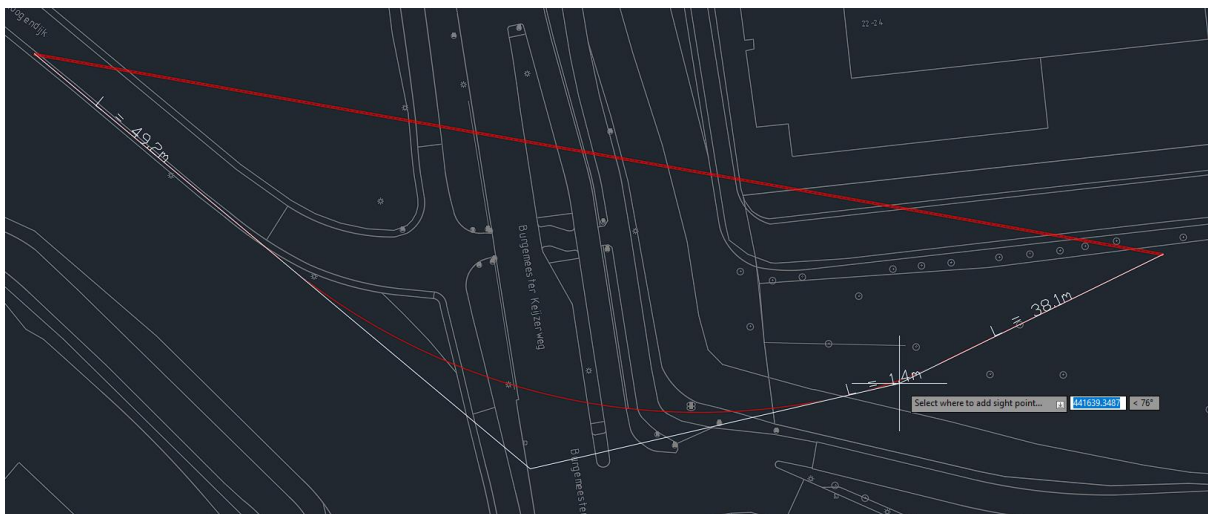 oogendijk
22-24
L = 49,2m
Burgemeester Keijzerweg
L = 38,1m
L = 1,4m
Select where to add sight point...
441639.3487
< 76°
Burgemeester